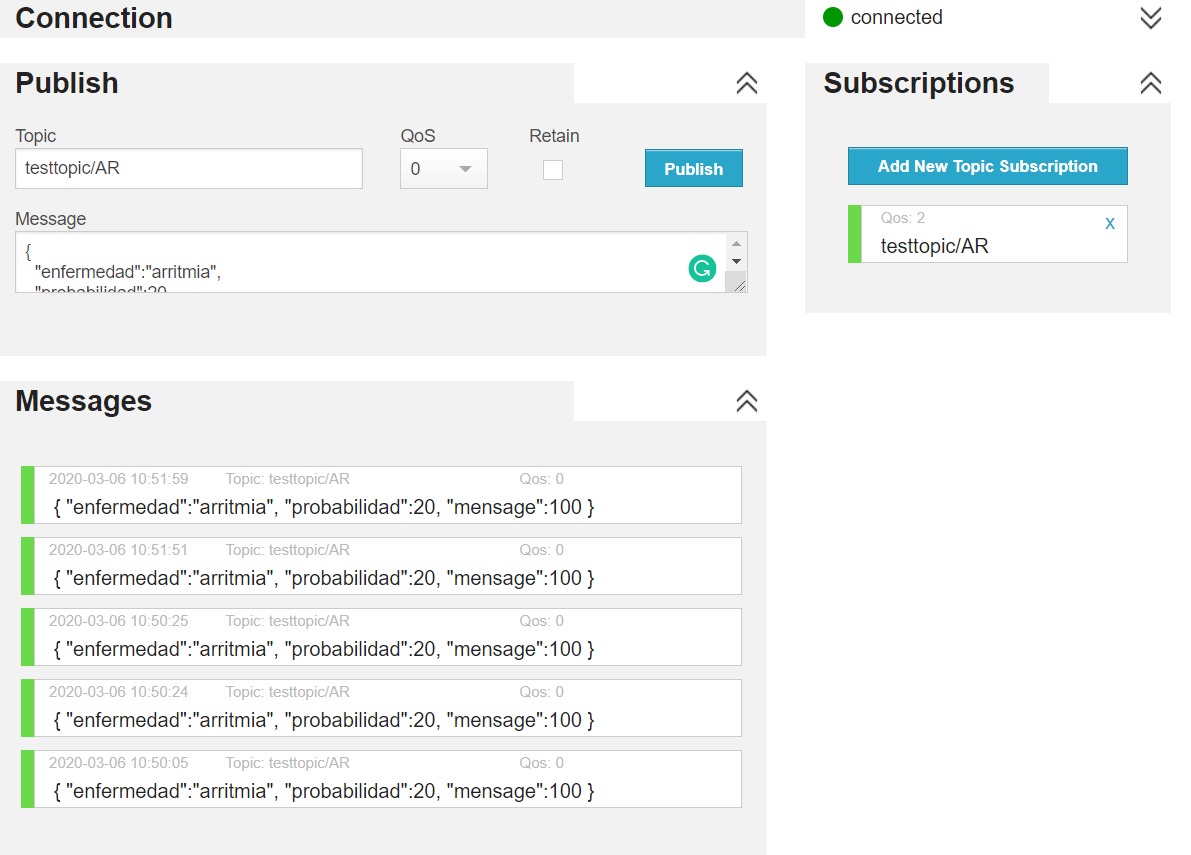 Connection
connected
Publish
Topic
QoS
Retain
testtopic/AR
0
Publish
Message
{
"enfermedad":"arritmia",
"probabilidad":20
Subscriptions
Add New Topic Subscription
Qos: 2
X
testtopic/AR
Messages
2020-03-06 10:51:59 Topic: testtopic/AR Qos: 0
{ "enfermedad":"arritmia", "probabilidad":20, "mensage":100 }
2020-03-06 10:51:51 Topic: testtopic/AR Qos: 0
{ "enfermedad":"arritmia", "probabilidad":20, "mensage":100 }
2020-03-06 10:50:25 Topic: testtopic/AR Qos: 0
{ "enfermedad":"arritmia", "probabilidad":20, "mensage":100 }
2020-03-06 10:50:24 Topic: testtopic/AR Qos: 0
{ "enfermedad":"arritmia", "probabilidad":20, "mensage":100 }
2020-03-06 10:50:05 Topic: testtopic/AR Qos: 0
{ "enfermedad":"arritmia", "probabilidad":20, "mensage":100 }